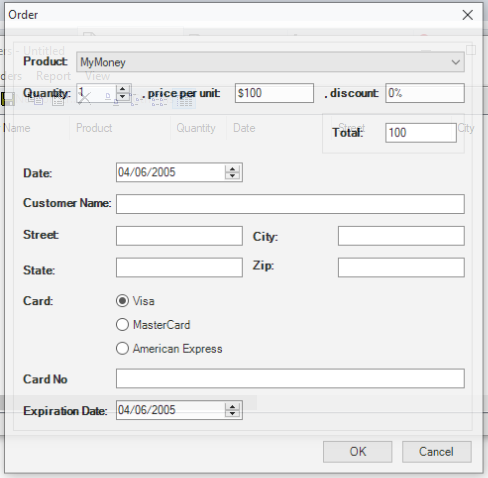 Order
ers - Untitled
Product: MyMoney
ders Report View
Quantity: 1 , price per unit: $100 , discount: 0%
Name Product Quantity Date Street City
Total: 100
Date: 04/06/2005
Customer Name:
Street: City:
State: Zip:
Card: Visa
MasterCard
American Express
Card No
Expiration Date: 04/06/2005
OK Cancel